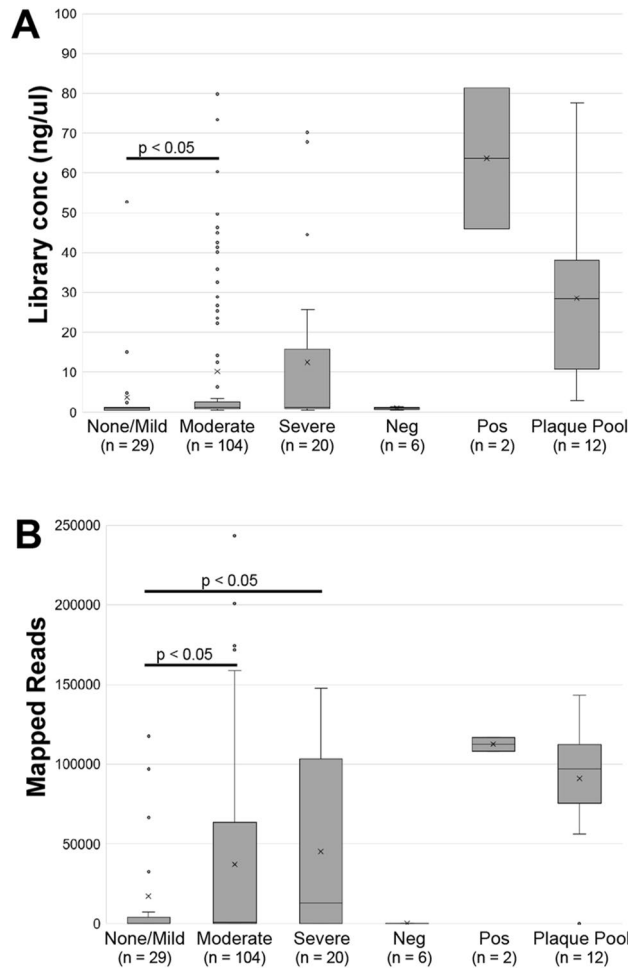 A
Library conc (ng/ul)
100
90
80
70
60
50
40
30
20
10
0
p < 0.05
None/Mild Moderate Severe Neg Pos Plaque Pool
(n = 29) (n = 104) (n = 20) (n = 6) (n = 2) (n = 12)
B
Mapped Reads
250000
200000
150000
100000
50000
0
p < 0.05
p < 0.05
None/Mild Moderate Severe Neg Pos Plaque Pool
(n = 29) (n = 104) (n = 20) (n = 6) (n = 2) (n = 12)